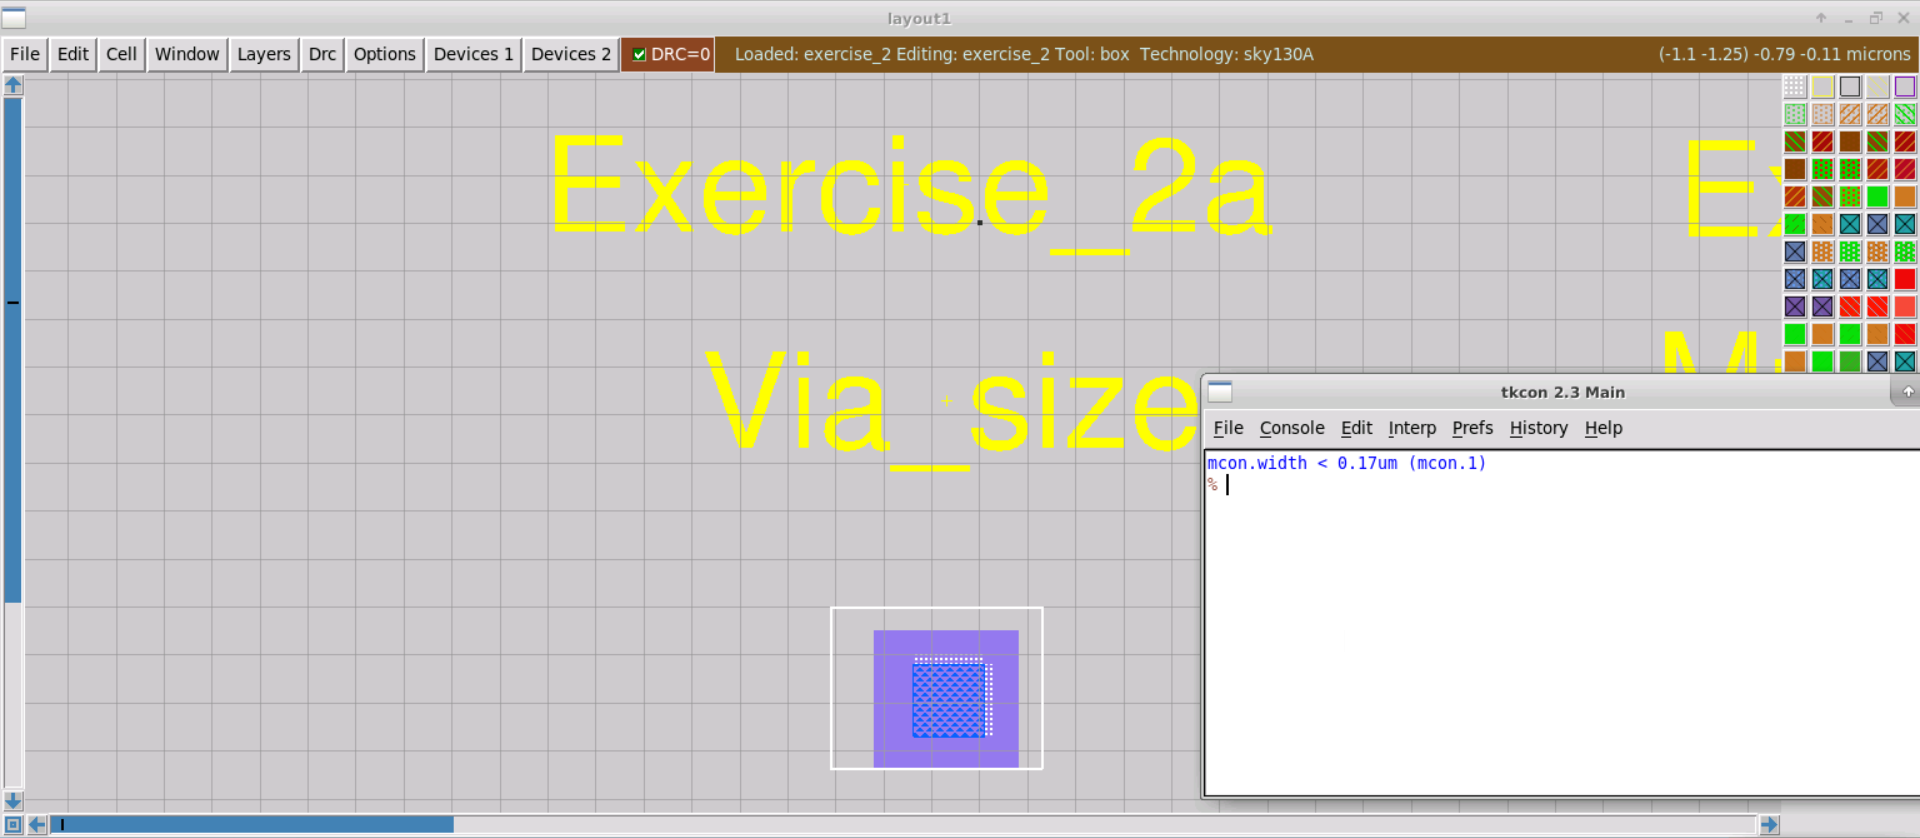 layout1
File Edit Cell Window Layers Drc Options Devices 1 Devices 2 DRC=0 Loaded: exercise_2 Editing: exercise_2 Tool: box Technology: sky130A (-1.1 -1.25) -0.79 -0.11 microns
Exercise_2a
Ex
Via_size
tkcon 2.3 Main
File Console Edit Interp Prefs History Help
mcon.width < 0.17um (mcon.1)
%